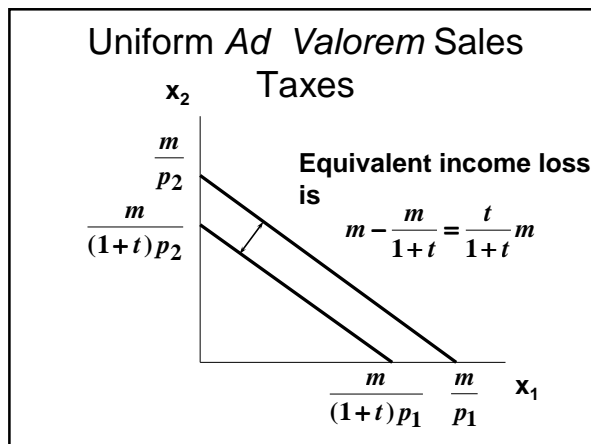 Uniform Ad Valorem Sales
Taxes
x₂
m/p₂
Equivalent income loss
is
m − m/(1+t) = t/(1+t) m
m/((1+t)p₂)
m/((1+t)p₁) m/p₁ x₁